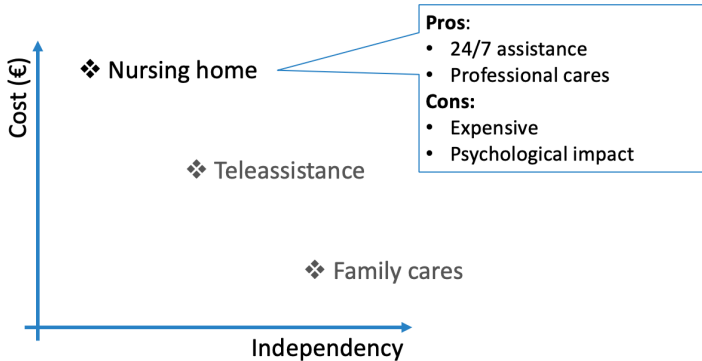 Pros:
• 24/7 assistance
• Professional cares
Cons:
• Expensive
• Psychological impact
Cost (€)
❖ Nursing home
❖ Teleassistance
❖ Family cares
Independency